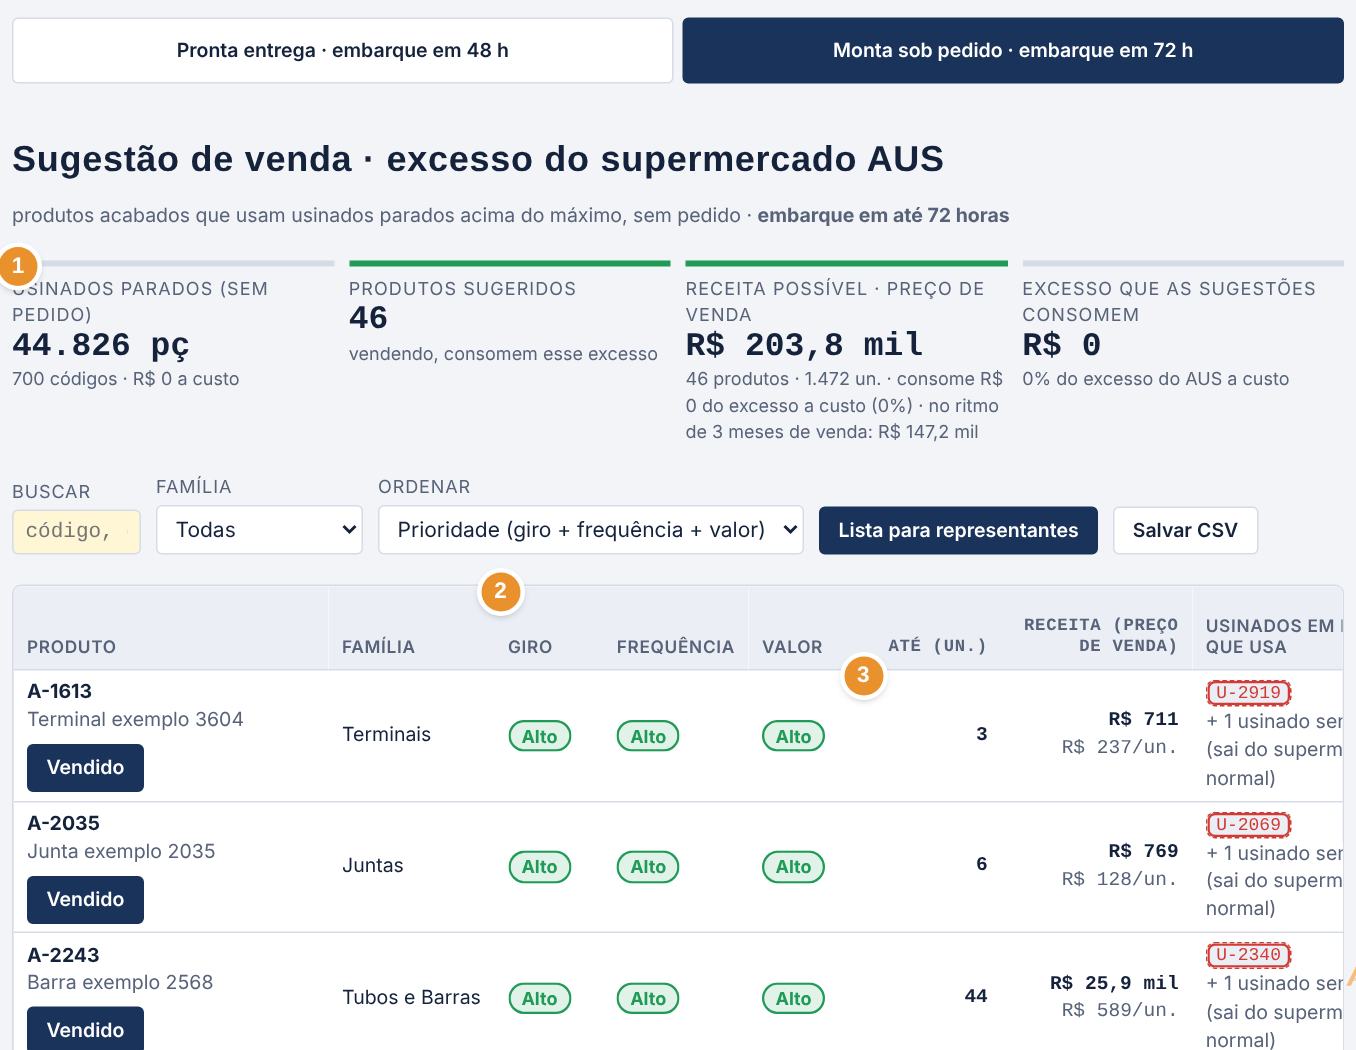 Pronta entrega · embarque em 48 h
Monta sob pedido · embarque em 72 h
Sugestão de venda · excesso do supermercado AUS
produtos acabados que usam usinados parados acima do máximo, sem pedido · embarque em até 72 horas
1
USINADOS PARADOS (SEM
PEDIDO)
44.826 pç
700 códigos · R$ 0 a custo
PRODUTOS SUGERIDOS
46
vendendo, consomem esse excesso
RECEITA POSSÍVEL · PREÇO DE
VENDA
R$ 203,8 mil
46 produtos · 1.472 un. · consome R$
0 do excesso a custo (0%) · no ritmo
de 3 meses de venda: R$ 147,2 mil
EXCESSO QUE AS SUGESTÕES
CONSOMEM
R$ 0
0% do excesso do AUS a custo
BUSCAR
código,
FAMÍLIA
Todas
ORDENAR
Prioridade (giro + frequência + valor)
Lista para representantes
Salvar CSV
2
PRODUTO
FAMÍLIA
GIRO
FREQUÊNCIA
VALOR
ATÉ (UN.)
RECEITA (PREÇO
DE VENDA)
USINADOS EM
QUE USA
3
A-1613
Terminal exemplo 3604
Vendido
Terminais
Alto
Alto
Alto
3
R$ 711
R$ 237/un.
U-2919
+ 1 usinado
(sai do
normal)
A-2035
Junta exemplo 2035
Vendido
Juntas
Alto
Alto
Alto
6
R$ 769
R$ 128/un.
U-2069
+ 1 usinado
(sai do
normal)
A-2243
Barra exemplo 2568
Vendido
Tubos e Barras
Alto
Alto
Alto
44
R$ 25,9 mil
R$ 589/un.
U-2340
+ 1 usinado
(sai do
normal)